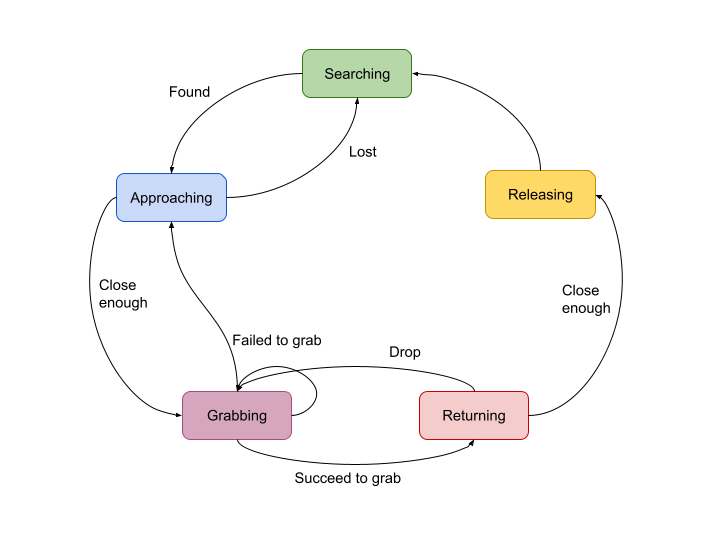 Searching
Found
Lost
Approaching
Releasing
Close
enough
Close
enough
Failed to grab
Drop
Grabbing
Returning
Succeed to grab